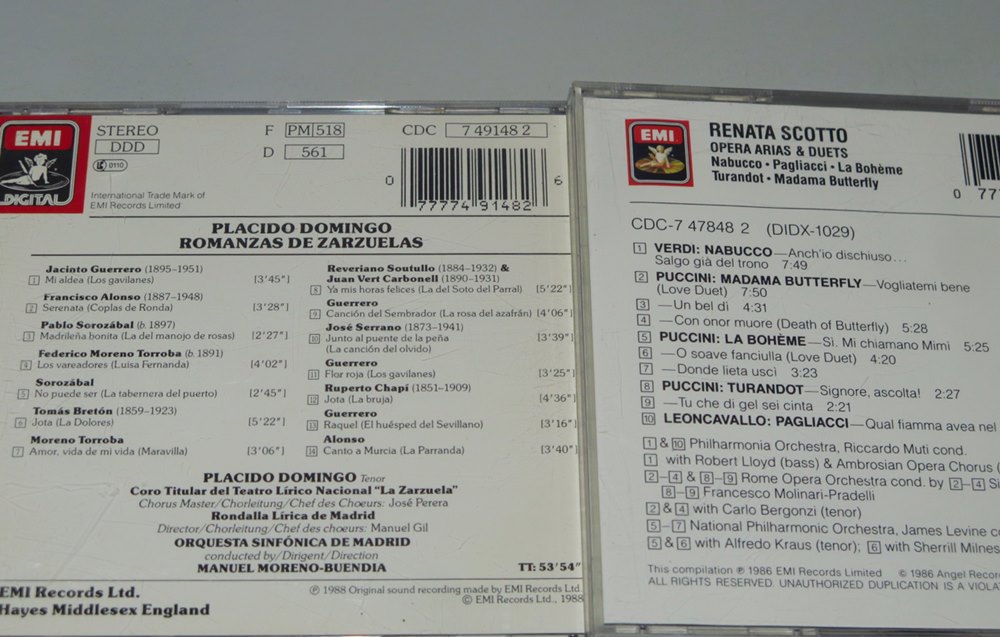 EMI
DIGITAL
STEREO
DDD
0110
F PM 518
D 561
CDC 7 49148 2
International Trade Mark of
EMI Records Limited
0 77774 91482 6
PLACIDO DOMINGO
ROMANZAS DE ZARZUELAS
Jacinto Guerrero (1895-1951)
1 Mi aldea (Los gavilanes) [3'45"]
Francisco Alonso (1887-1948)
2 Serenata (Coplas de Ronda) [3'28"]
Pablo Sorozábal (b. 1897)
3 Madrileña bonita (La del manojo de rosas) [2'27"]
Federico Moreno Torroba (b. 1891)
4 Los vareadores (Luisa Fernanda) [4'02"]
Sorozábal
5 No puede ser (La tabernera del puerto) [2'45"]
Tomás Bretón (1859-1923)
6 Jota (La Dolores) [5'22"]
Moreno Torroba
7 Amor, vida de mi vida (Maravilla) [3'06"]
Reveriano Soutullo (1884-1932) &
Juan Vert Carbonell (1890-1931)
8 Ya mis horas felices (La del Soto del Parral) [5'22"]
Guerrero
9 Canción del Sembrador (La rosa del azafrán) [4'06"]
José Serrano (1873-1941)
10 Junto al puente de la peña [3'39"]
(La canción del olvido)
Guerrero
11 Flor roja (Los gavilanes) [3'25"]
Ruperto Chapí (1851-1909)
12 Jota (La bruja) [4'36"]
Guerrero
13 Raquel (El huésped del Sevillano) [3'16"]
Alonso
14 Canto a Murcia (La Parranda) [3'40"]
PLACIDO DOMINGO Tenor
Coro Titular del Teatro Lírico Nacional "La Zarzuela"
Chorus Master/Chorleitung/Chef des Choeurs: José Perera
Rondalla Lírica de Madrid
Director/Chorleitung/Chef des choeurs: Manuel Gil
ORQUESTA SINFÓNICA DE MADRID
conducted by/Dirigent/Direction
MANUEL MORENO-BUENDIA
TT: 53'54"
EMI Records Ltd.
Hayes Middlesex England
℗ 1988 Original sound recording made by EMI Records Ltd.
© EMI Records Ltd., 1988
EMI
RENATA SCOTTO
OPERA ARIAS & DUETS
Nabucco • Pagliacci • La Bohème
Turandot • Madama Butterfly
0 77
CDC-7 47848 2 (DIDX-1029)
1 VERDI: NABUCCO—Anch'io dischiuso...
Salgo già del trono 7:49
2 PUCCINI: MADAMA BUTTERFLY—Vogliatemi bene
(Love Duet) 7:50
3 —Un bel dì 4:31
4 —Con onor muore (Death of Butterfly) 5:28
5 PUCCINI: LA BOHÈME—Sì. Mi chiamano Mimì 5:25
6 —O soave fanciulla (Love Duet) 4:20
7 —Donde lieta uscì 3:23
8 PUCCINI: TURANDOT—Signore, ascolta! 2:27
9 —Tu che di gel sei cinta 2:21
10 LEONCAVALLO: PAGLIACCI—Qual fiamma avea nel
1 & 10 Philharmonia Orchestra, Riccardo Muti cond.
1 with Robert Lloyd (bass) & Ambrosian Opera Chorus (
2–4 & 8–9 Rome Opera Orchestra cond. by 2–4 Si
8–9 Francesco Molinari-Pradelli
2 & 4 with Carlo Bergonzi (tenor)
5–7 National Philharmonic Orchestra, James Levine co
5 & 6 with Alfredo Kraus (tenor); 6 with Sherrill Milnes
This compilation ℗ 1986 EMI Records Limited © 1986 Angel Recor
ALL RIGHTS RESERVED. UNAUTHORIZED DUPLICATION IS A VIOLA